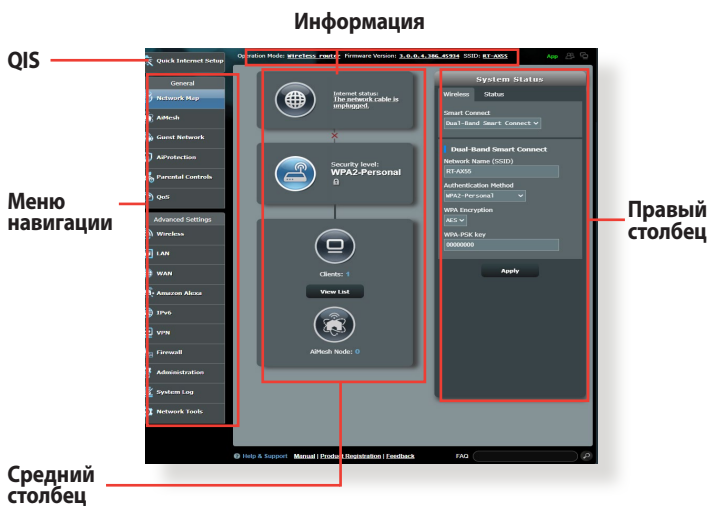 Информация
QIS
Quick Internet Setup
Operation Mode: Wireless router Firmware Version: 3.0.0.4.386_45934 SSID: RT-AX55
App
General
Network Map
AiMesh
Guest Network
AiProtection
Parental Controls
QoS
Меню
навигации
Advanced Settings
Wireless
LAN
WAN
Amazon Alexa
IPv6
VPN
Firewall
Administration
System Log
Network Tools
Internet status:
The network cable is
unplugged.
Security level:
WPA2-Personal
Clients: 1
View List
AiMesh Node: 0
System Status
Wireless Status
Smart Connect
Dual-Band Smart Connect
Dual-Band Smart Connect
Network Name (SSID)
RT-AX55
Authentication Method
WPA2-Personal
WPA Encryption
AES
WPA-PSK key
00000000
Apply
Правый
столбец
Средний
столбец
Help & Support Manual | Product Registration | Feedback FAQ